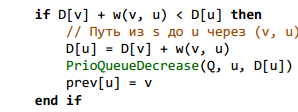 if D[v] + w(v, u) < D[u] then
// Путь из s до u через (v, u)
D[u] = D[v] + w(v, u)
PrioQueueDecrease(Q, u, D[u])
prev[u] = v
end if